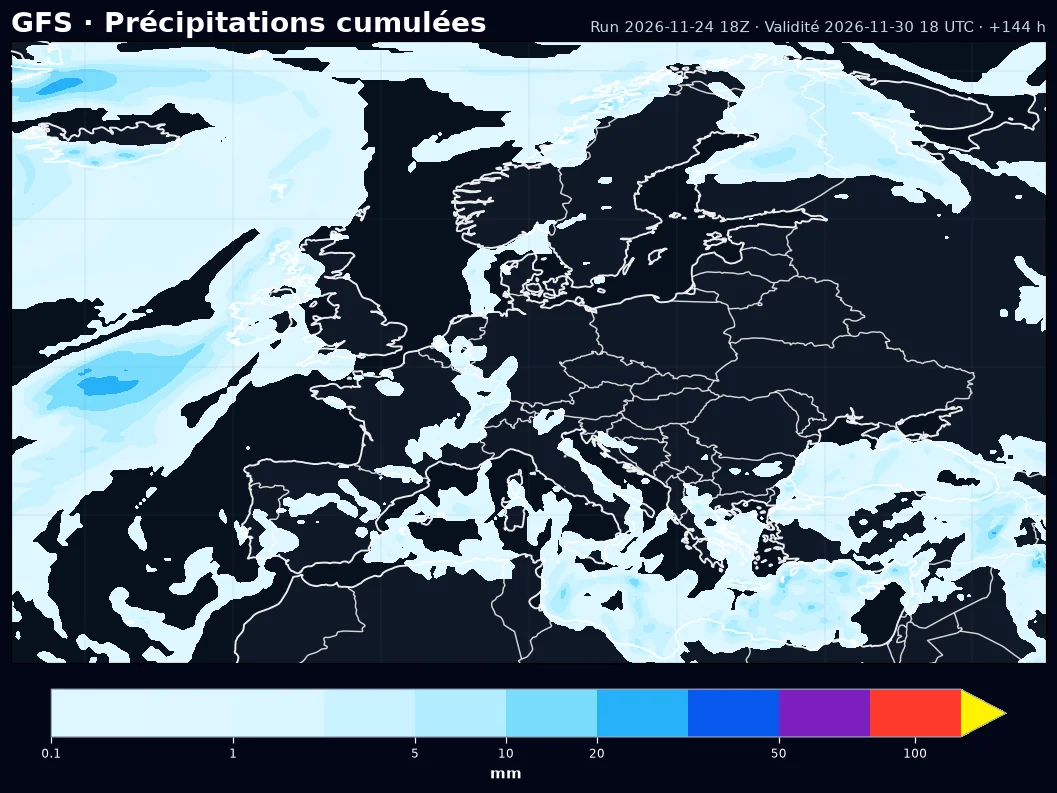 GFS · Précipitations cumulées
Run 2026-11-24 18Z · Validité 2026-11-30 18 UTC · +144 h
0.1 1 5 10 20 50 100
mm